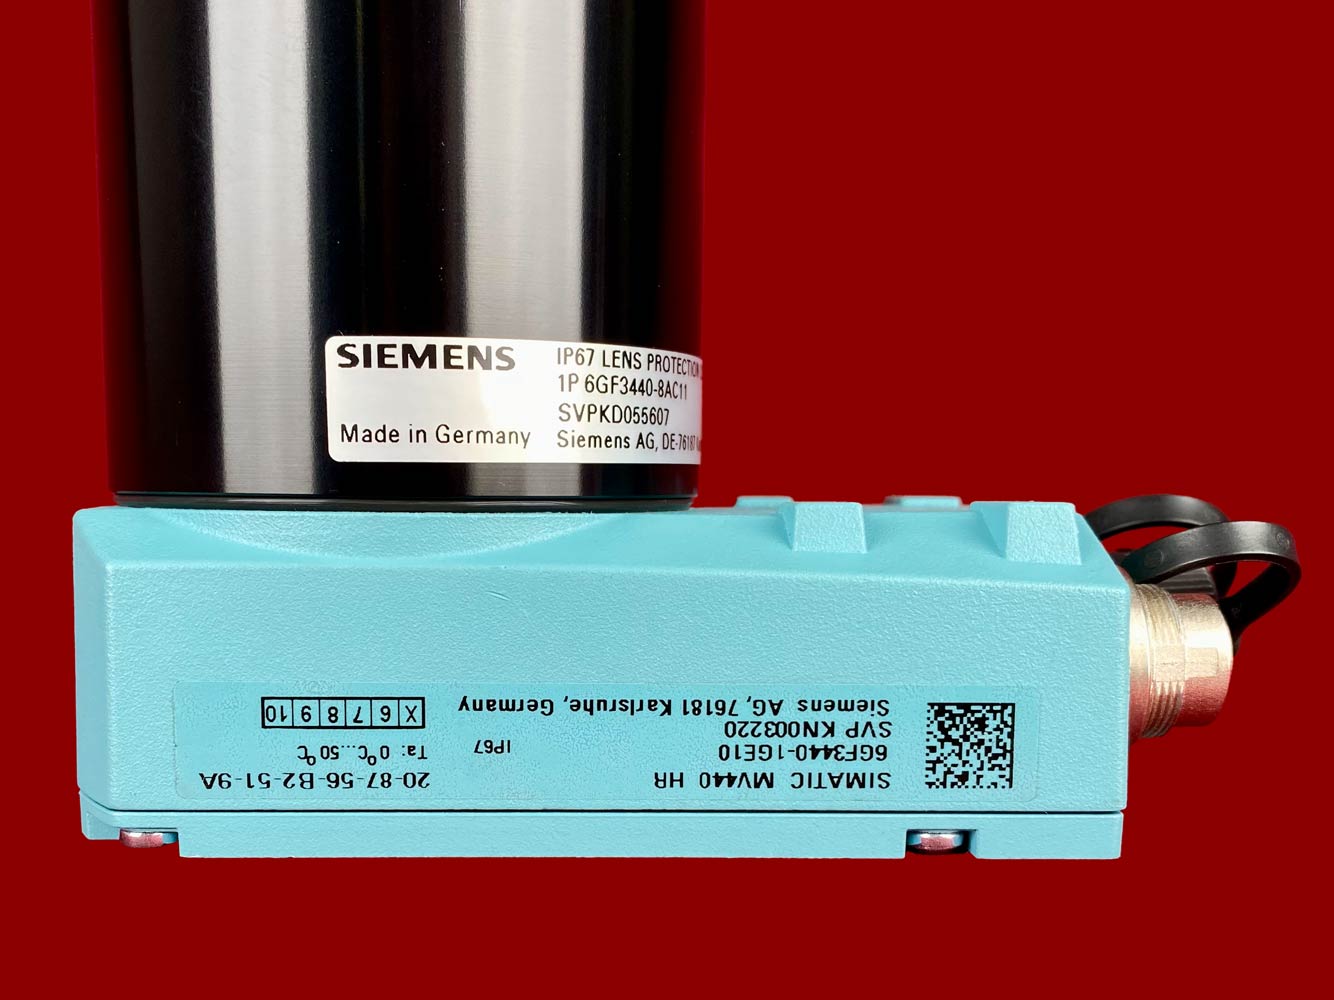 SIEMENS
Made in Germany
IP67 LENS PROTECTION
1P 6GF3440-8AC11
SVPKD055607
Siemens AG, DE-76187
SIMATIC MV440 HR
6GF3440-1GE10
SVP KN003220
Siemens AG, 76181 Karlsruhe, Germany
IP67
20-87-56-B2-51-9A
Ta: 0°C...50°C
X 6 7 8 9 10